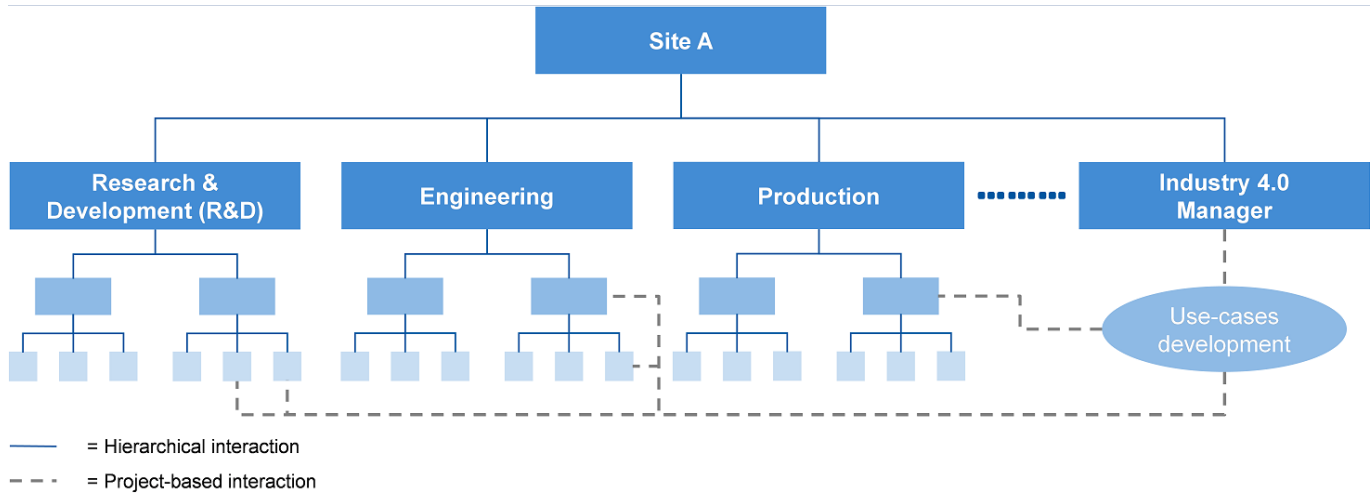 Site A
Research &
Development (R&D)
Engineering
Production
Industry 4.0
Manager
Use-cases
development
= Hierarchical interaction
= Project-based interaction